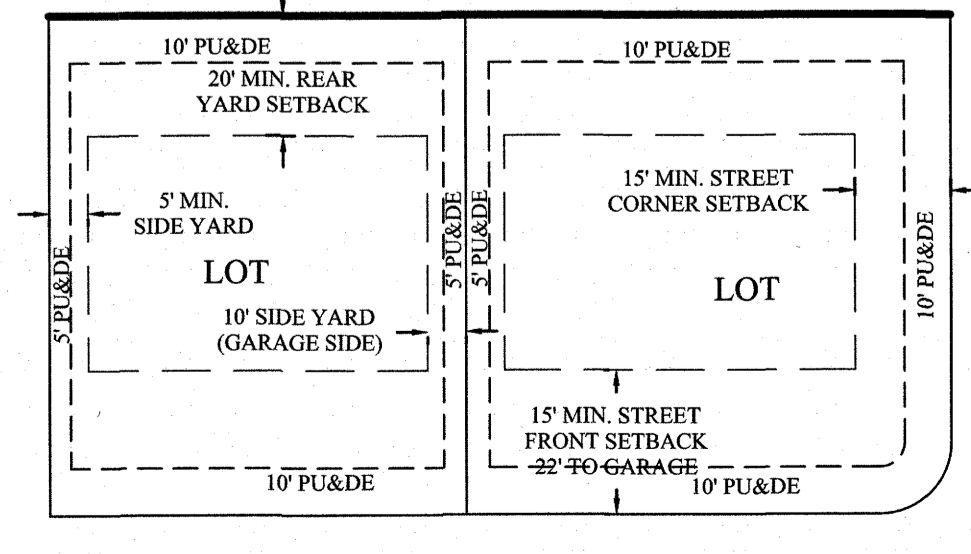 10' PU&DE
10' PU&DE
20' MIN. REAR
YARD SETBACK
5' MIN.
SIDE YARD
15' MIN. STREET
CORNER SETBACK
5' PU&DE
LOT
5' PU&DE
5' PU&DE
LOT
10' PU&DE
10' SIDE YARD
(GARAGE SIDE)
15' MIN. STREET
FRONT SETBACK
22' TO GARAGE
10' PU&DE
10' PU&DE